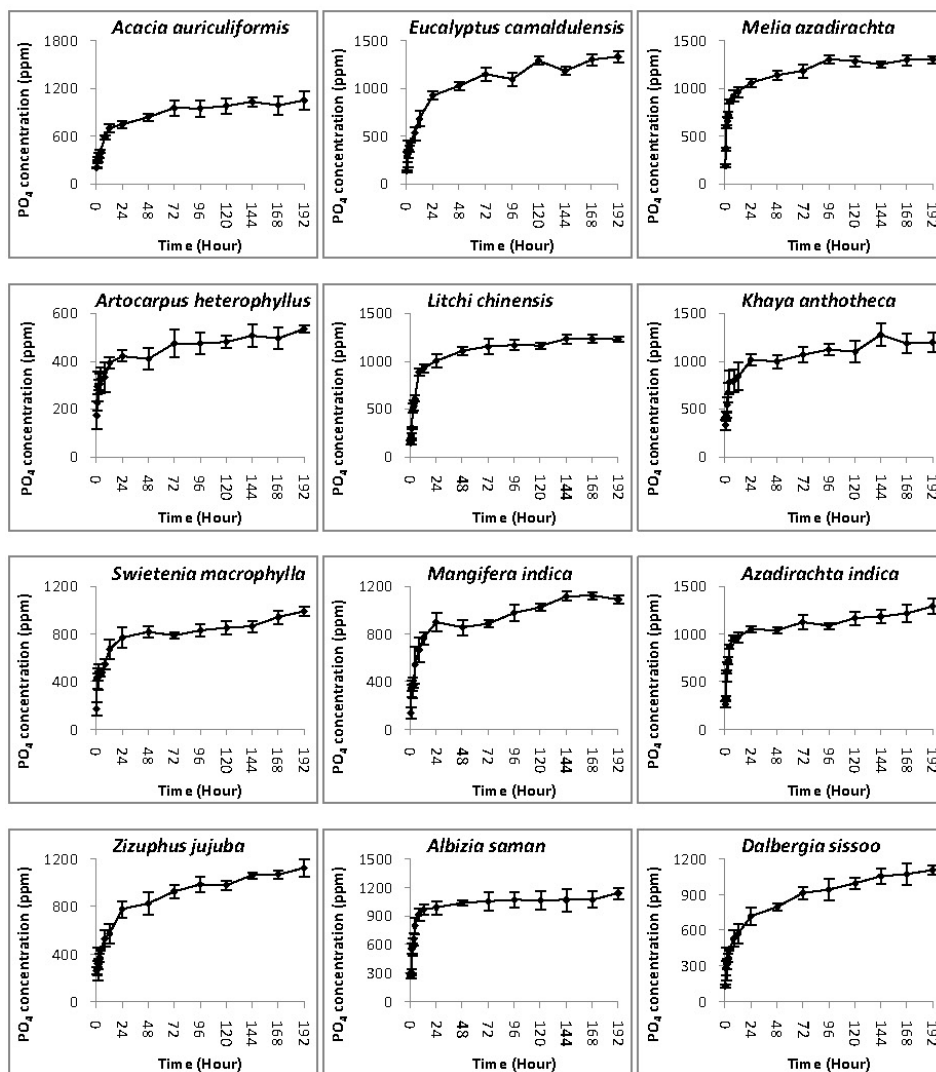 Acacia auriculiformis
PO4 concentration (ppm)
1800
1200
600
0
0 24 48 72 96 120 144 168 192
Time (Hour)
Eucalyptus camaldulensis
PO4 concentration (ppm)
1500
1000
500
0
0 24 48 72 96 120 144 168 192
Time (Hour)
Melia azadirachta
PO4 concentration (ppm)
1500
1000
500
0
0 24 48 72 96 120 144 168 192
Time (Hour)
Artocarpus heterophyllus
PO4 concentration (ppm)
600
400
200
0
0 24 48 72 96 120 144 168 192
Time (Hour)
Litchi chinensis
PO4 concentration (ppm)
1500
1000
500
0
0 24 48 72 96 120 144 168 192
Time (Hour)
Khaya anthotheca
PO4 concentration (ppm)
1500
1000
500
0
0 24 48 72 96 120 144 168 192
Time (Hour)
Swietenia macrophylla
PO4 concentration (ppm)
1200
800
400
0
0 24 48 72 96 120 144 168 192
Time (Hour)
Mangifera indica
PO4 concentration (ppm)
1200
800
400
0
0 24 48 72 96 120 144 168 192
Time (Hour)
Azadirachta indica
PO4 concentration (ppm)
1500
1000
500
0
0 24 48 72 96 120 144 168 192
Time (Hour)
Zizuphus jujuba
PO4 concentration (ppm)
1200
800
400
0
0 24 48 72 96 120 144 168 192
Time (Hour)
Albizia saman
PO4 concentration (ppm)
1500
1200
900
600
300
0
0 24 48 72 96 120 144 168 192
Time (Hour)
Dalbergia sissoo
PO4 concentration (ppm)
1200
900
600
300
0
0 24 48 72 96 120 144 168 192
Time (Hour)